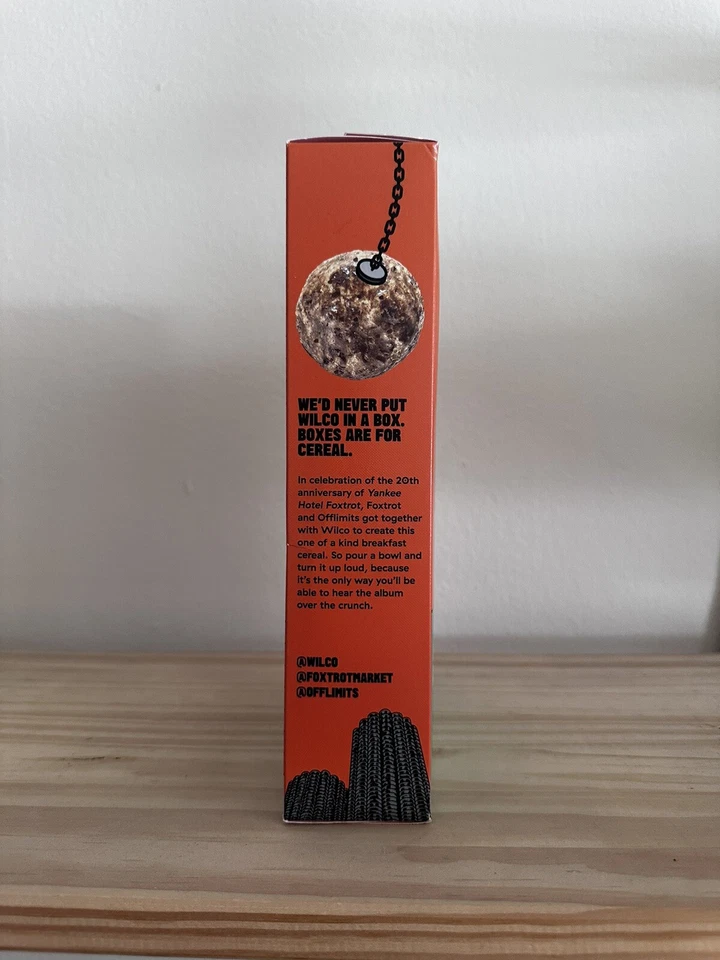 WE'D NEVER PUT
WILCO IN A BOX.
BOXES ARE FOR
CEREAL.
In celebration of the 20th
anniversary of Yankee
Hotel Foxtrot, Foxtrot
and Offlimits got together
with Wilco to create this
one of a kind breakfast
cereal. So pour a bowl and
turn it up loud, because
it's the only way you'll be
able to hear the album
over the crunch.
@WILCO
@FOXTROTMARKET
@OFFLIMITS